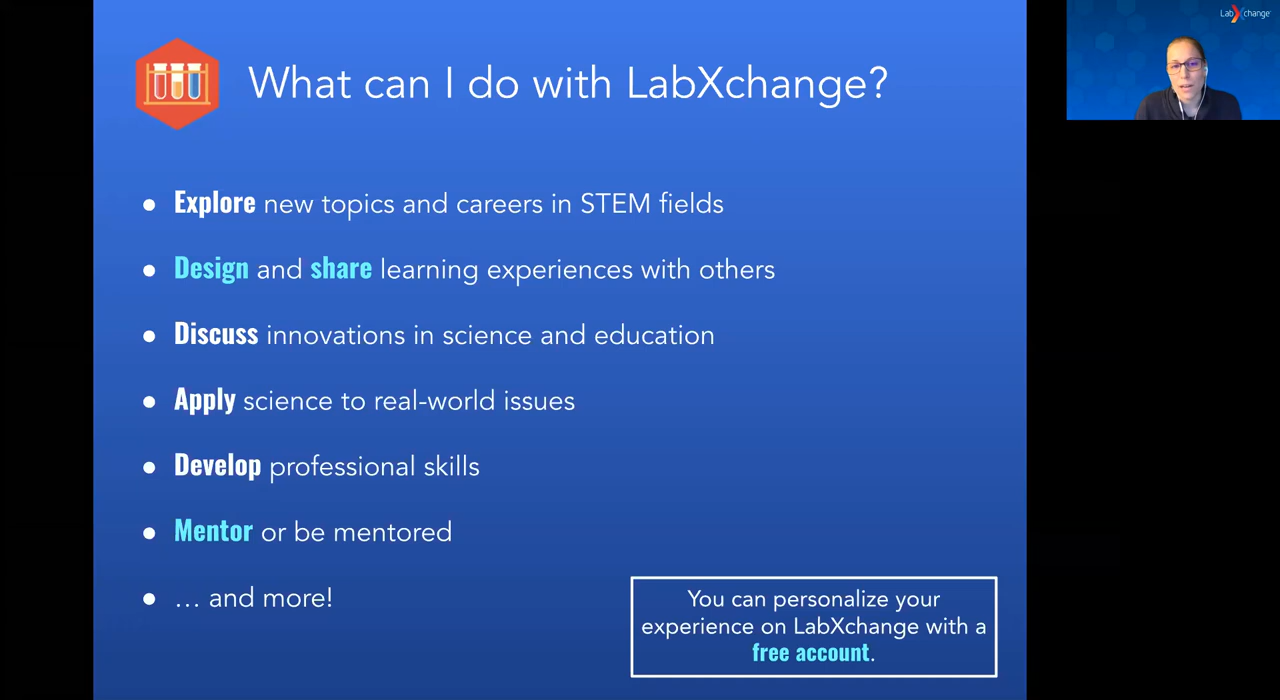 What can I do with LabXchange?
● Explore new topics and careers in STEM fields
● Design and share learning experiences with others
● Discuss innovations in science and education
● Apply science to real-world issues
● Develop professional skills
● Mentor or be mentored
● … and more!
You can personalize your
experience on LabXchange with a
free account.
LabXchange